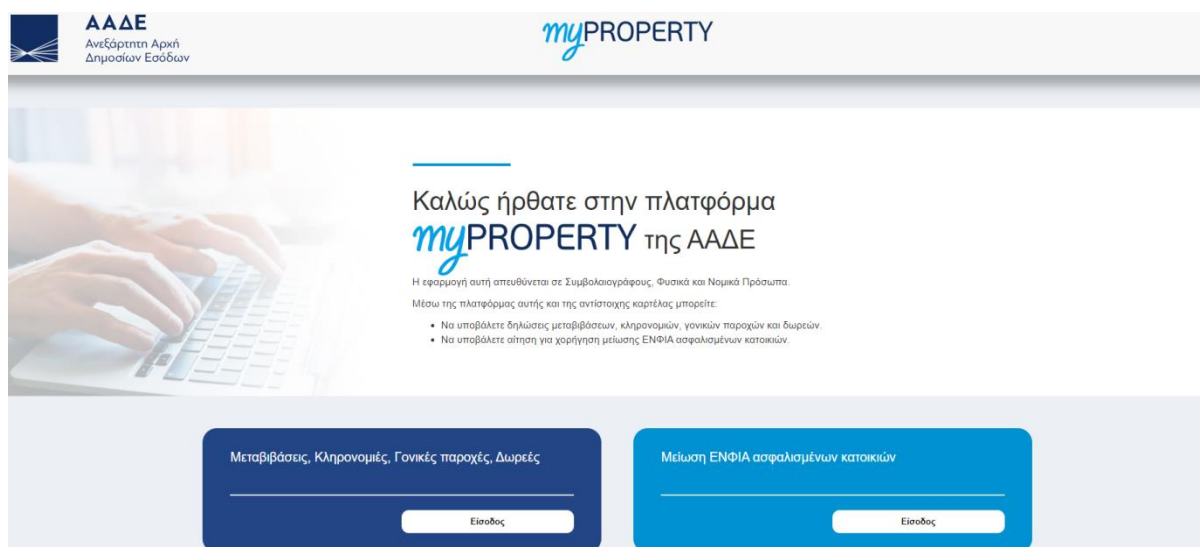 ΑΑΔΕ
Ανεξάρτητη Αρχή
Δημοσίων Εσόδων
myPROPERTY
Καλώς ήρθατε στην πλατφόρμα
myPROPERTY της ΑΑΔΕ
Η εφαρμογή αυτή απευθύνεται σε Συμβολαιογράφους, Φυσικά και Νομικά Πρόσωπα.
Μέσω της πλατφόρμας αυτής και της αντίστοιχης καρτέλας μπορείτε:
• Να υποβάλετε δηλώσεις μεταβιβάσεων, κληρονομιών, γονικών παροχών και δωρεών.
• Να υποβάλετε αίτηση για χορήγηση μείωσης ΕΝΦΙΑ ασφαλισμένων κατοικιών.
Μεταβιβάσεις, Κληρονομιές, Γονικές παροχές, Δωρεές
Είσοδος
Μείωση ΕΝΦΙΑ ασφαλισμένων κατοικιών
Είσοδος